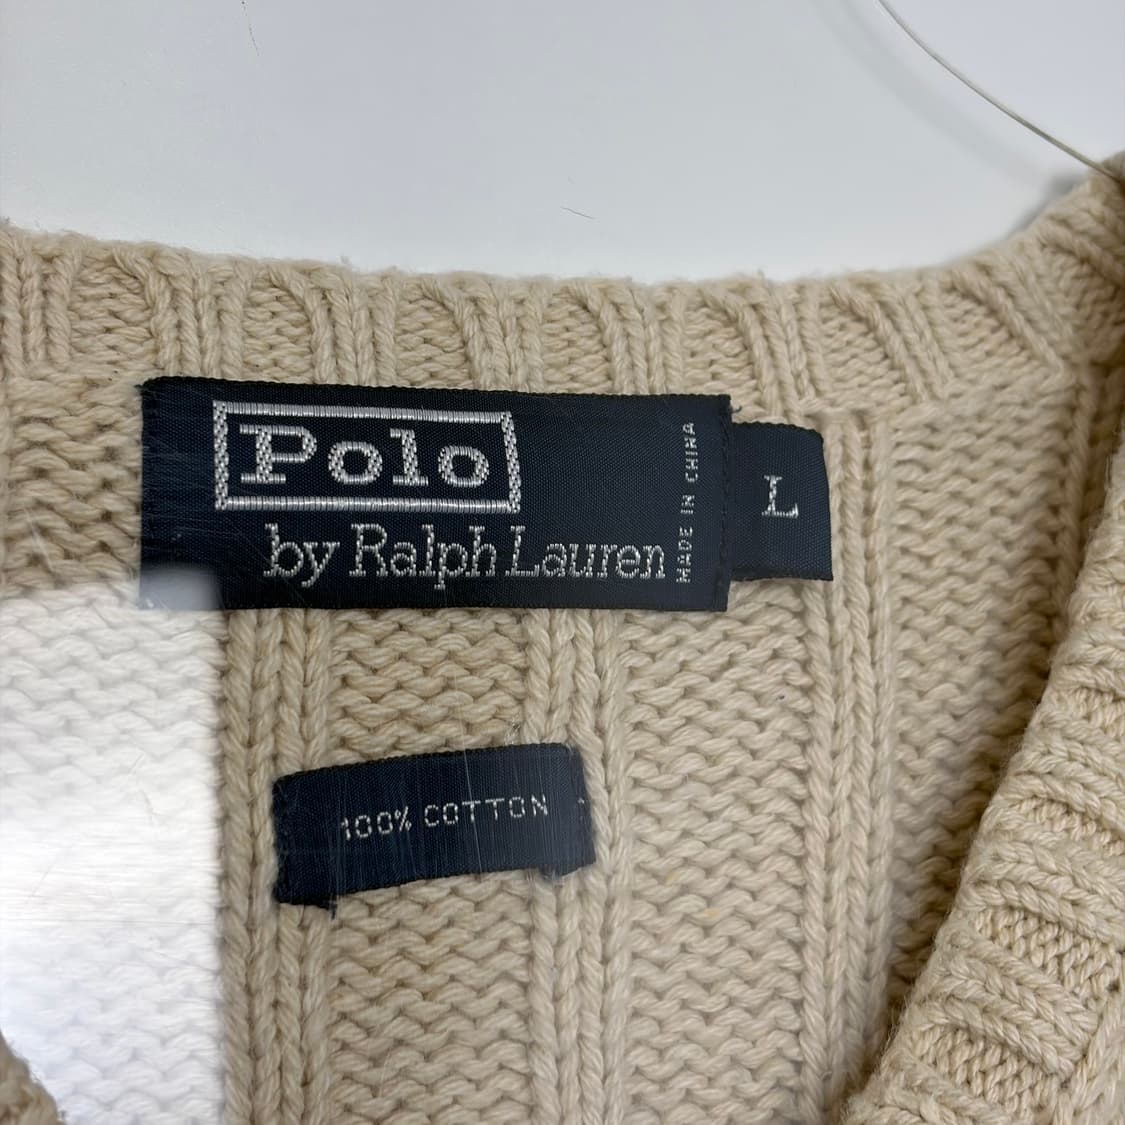 Polo
by Ralph Lauren
MADE IN CHINA
L
100% COTTON